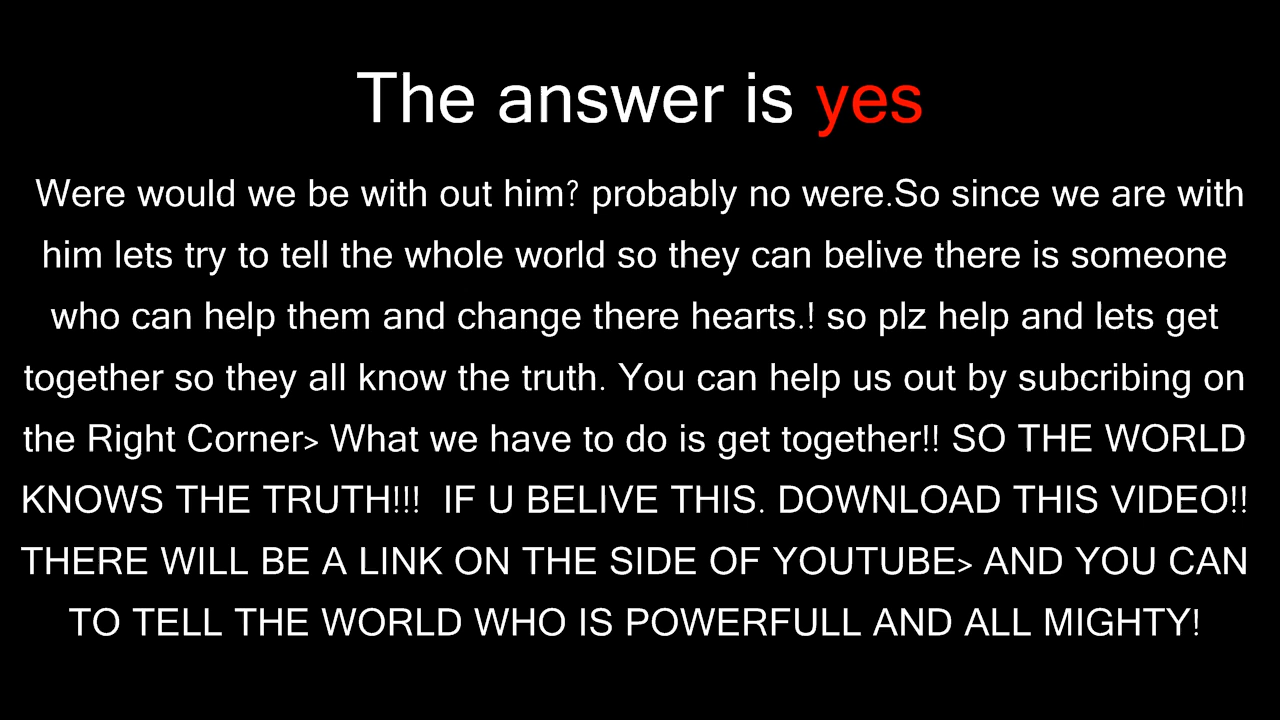 The answer is yes
Were would we be with out him? probably no were.So since we are with
him lets try to tell the whole world so they can belive there is someone
who can help them and change there hearts.! so plz help and lets get
together so they all know the truth. You can help us out by subcribing on
the Right Corner> What we have to do is get together!! SO THE WORLD
KNOWS THE TRUTH!!!  IF U BELIVE THIS. DOWNLOAD THIS VIDEO!!
THERE WILL BE A LINK ON THE SIDE OF YOUTUBE> AND YOU CAN
TO TELL THE WORLD WHO IS POWERFULL AND ALL MIGHTY!